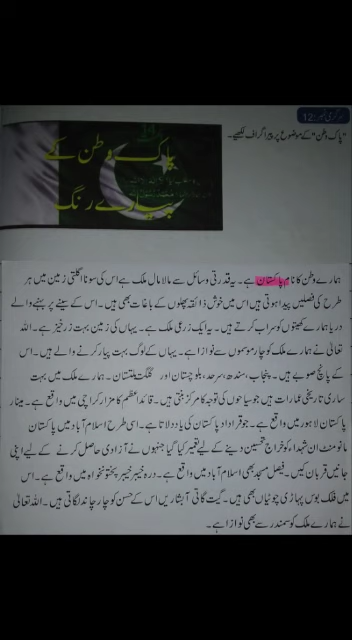 سرگرمی نمبر:12
"پاک وطن" کے موضوع پر پیراگراف لکھیے۔
پاک وطن کے
پیارے رنگ
ہمارے وطن کا نام پاکستان ہے۔ یہ قدرتی وسائل سے مالا مال ملک ہے اس کی سونا اگلتی زمین میں ہر
طرح کی فصلیں پیدا ہوتی ہیں اس میں خوش ذائقہ پھلوں کے باغات بھی ہیں۔ اس کے سینے پر بہنے والے
دریا ہمارے کھیتوں کو سیراب کرتے ہیں۔ یہ ایک زرعی ملک ہے۔ یہاں کی زمین بہت زرخیز ہے۔ اللہ
تعالیٰ نے ہمارے ملک کو چار موسموں سے نوازا ہے۔ یہاں کے لوگ بہت پیار کرنے والے ہیں۔ اس
کے پانچ صوبے ہیں۔ پنجاب، سندھ، سرحد، بلوچستان اور گلگت بلتستان۔ ہمارے ملک میں بہت
ساری تاریخی عمارات ہیں جو سیاحوں کی توجہ کا مرکز بنتی ہیں۔ قائد اعظم کا مزار کراچی میں واقع ہے۔ مینار
پاکستان لاہور میں واقع ہے۔ جو قرارداد پاکستان کی یاد دلاتا ہے۔ اسی طرح اسلام آباد میں پاکستان
مانومنٹ ان شہداء کو خراج تحسین دینے کے لیے تعمیر کیا گیا جنہوں نے آزادی حاصل کرنے کے لیے اپنی
جانیں قربان کیں۔ فیصل مسجد بھی اسلام آباد میں واقع ہے۔ درہ خیبر خیبر پختونخواہ میں واقع ہے۔ اس
میں فلک بوس پہاڑی چوٹیاں بھی ہیں۔ گیت گاتی آبشاریں اس کے حسن کو چار چاند لگاتی ہیں۔ اللہ تعالیٰ
نے ہمارے ملک کو سمندر سے بھی نوازا ہے۔